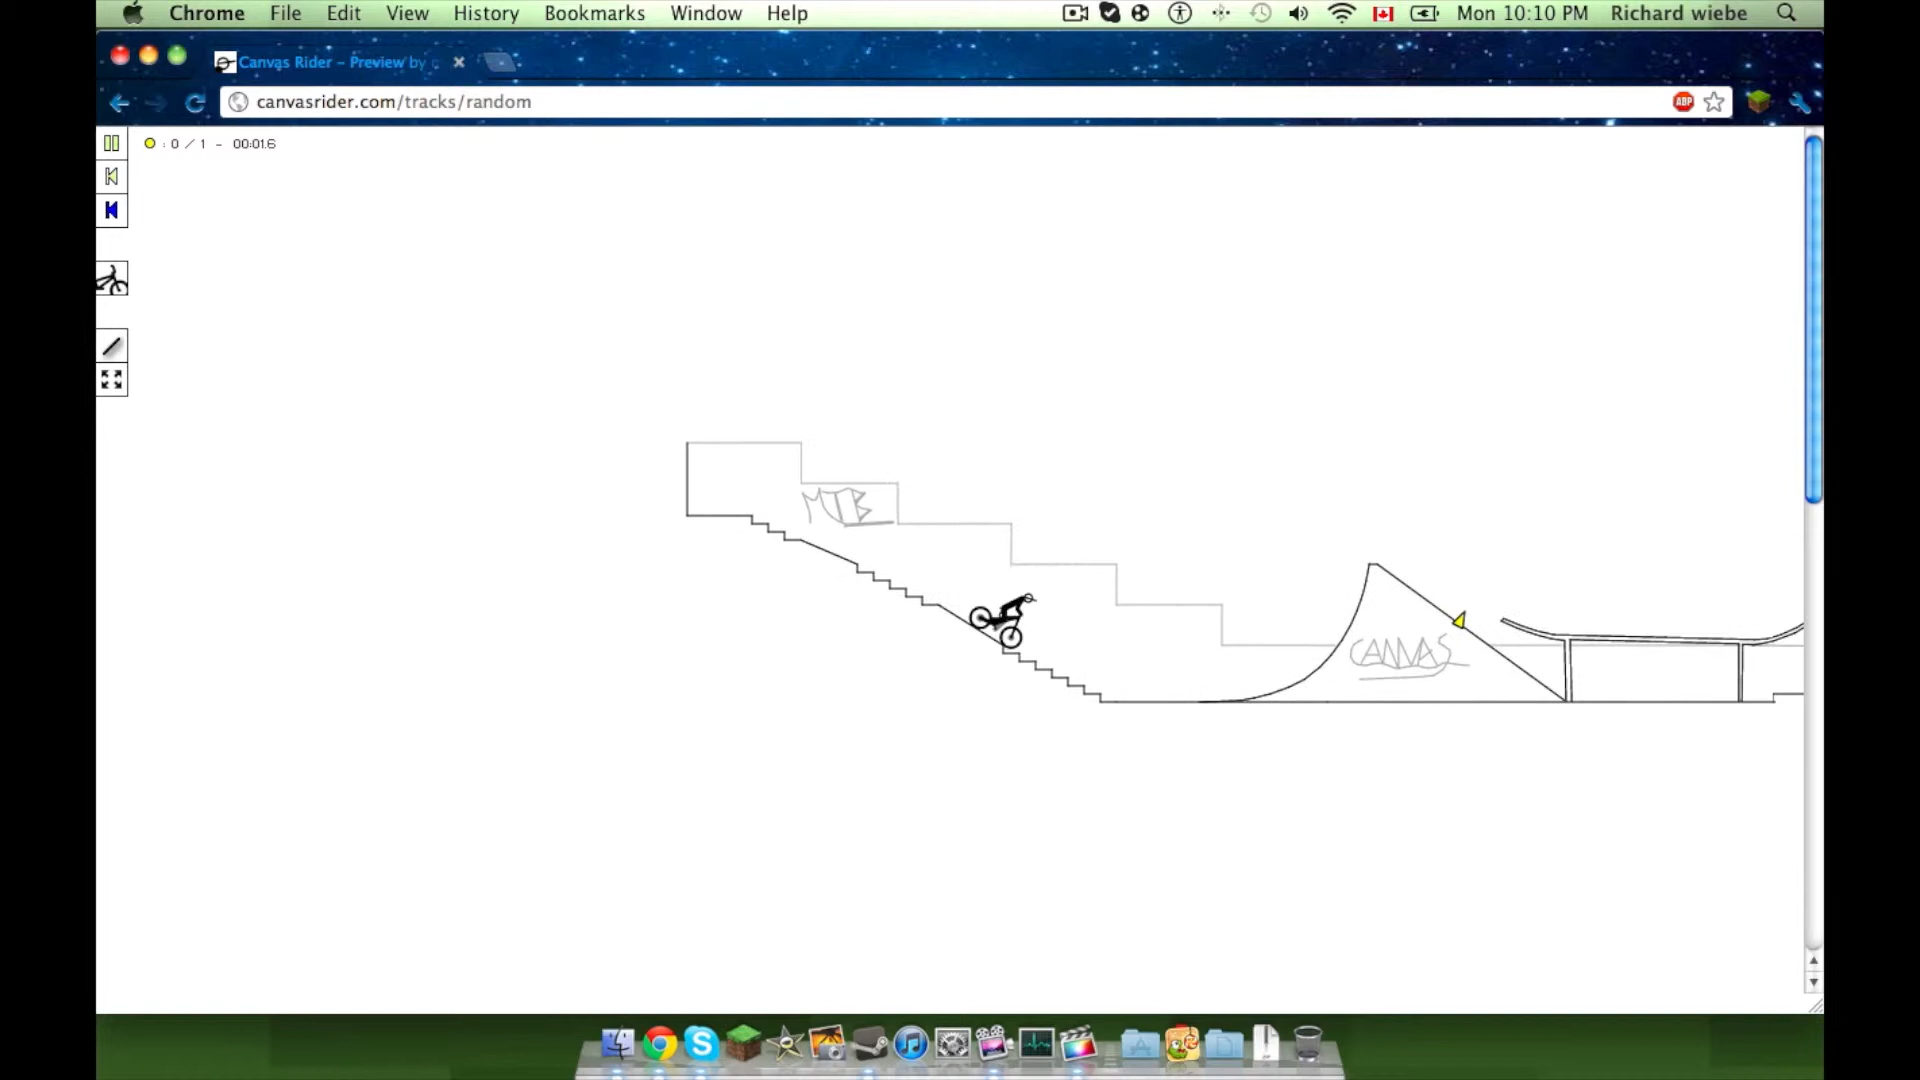 Chrome File Edit View History Bookmarks Window Help Mon 10:10 PM Richard wiebe
Canvas Rider – Preview by
canvasrider.com/tracks/random ABP
: 0 / 1 - 00:01.6
MTB
CANVAS